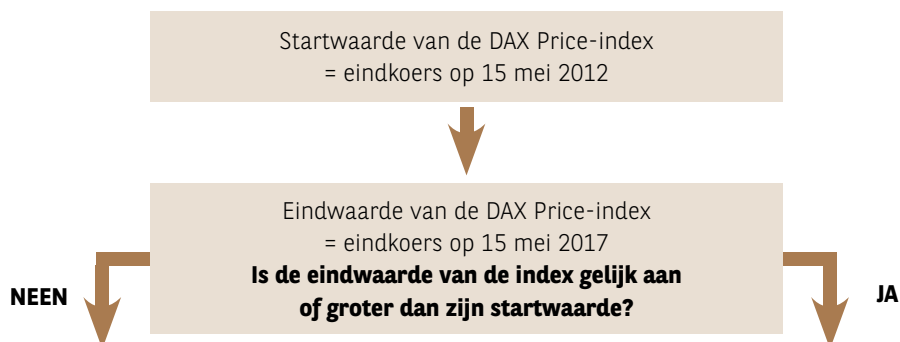 Startwaarde van de DAX Price-index
= eindkoers op 15 mei 2012
Eindwaarde van de DAX Price-index
= eindkoers op 15 mei 2017
Is de eindwaarde van de index gelijk aan
of groter dan zijn startwaarde?
NEEN
JA